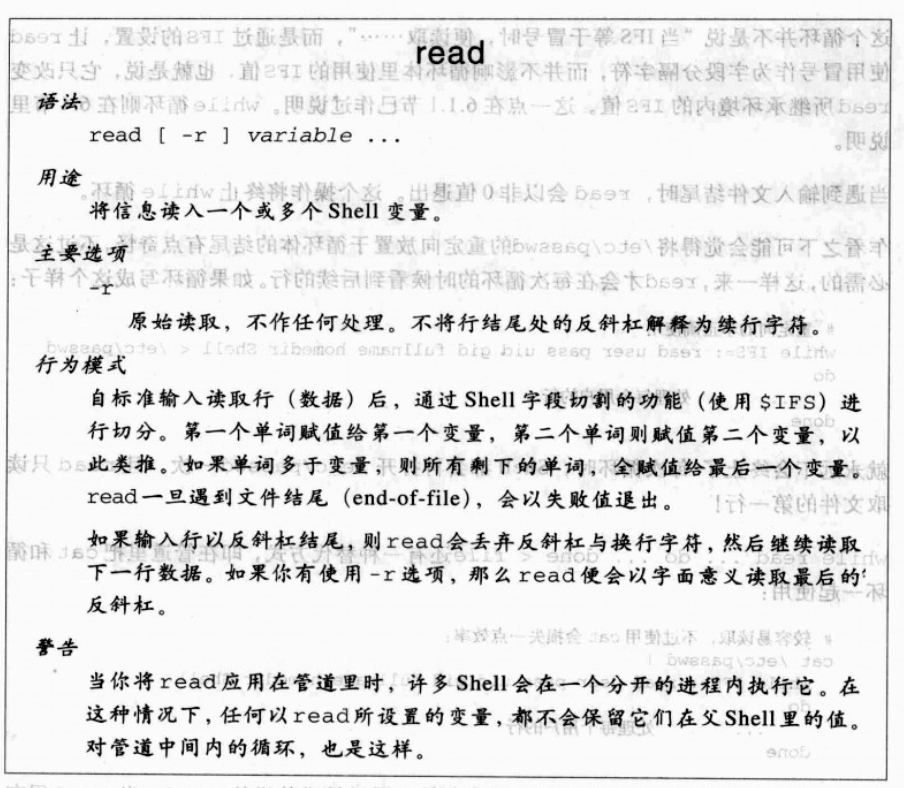 read
语法
read [ -r ] variable ...
用途
将信息读入一个或多个 Shell 变量。
主要选项
-r
原始读取，不作任何处理。不将行结尾处的反斜杠解释为续行字符。
行为模式
自标准输入读取行（数据）后，通过 Shell 字段切割的功能（使用 $IFS）进
行切分。第一个单词赋值给第一个变量，第二个单词则赋值第二个变量，以
此类推。如果单词多于变量，则所有剩下的单词，全赋值给最后一个变量。
read 一旦遇到文件结尾 (end-of-file)，会以失败值退出。
如果输入行以反斜杠结尾，则 read 会丢弃反斜杠与换行字符，然后继续读取
下一行数据。如果你有使用 -r 选项，那么 read 便会以字面意义读取最后的
反斜杠。
警告
当你将 read 应用在管道里时，许多 Shell 会在一个分开的进程内执行它。在
这种情况下，任何以 read 所设置的变量，都不会保留它们在父 Shell 里的值。
对管道中间内的循环，也是这样。